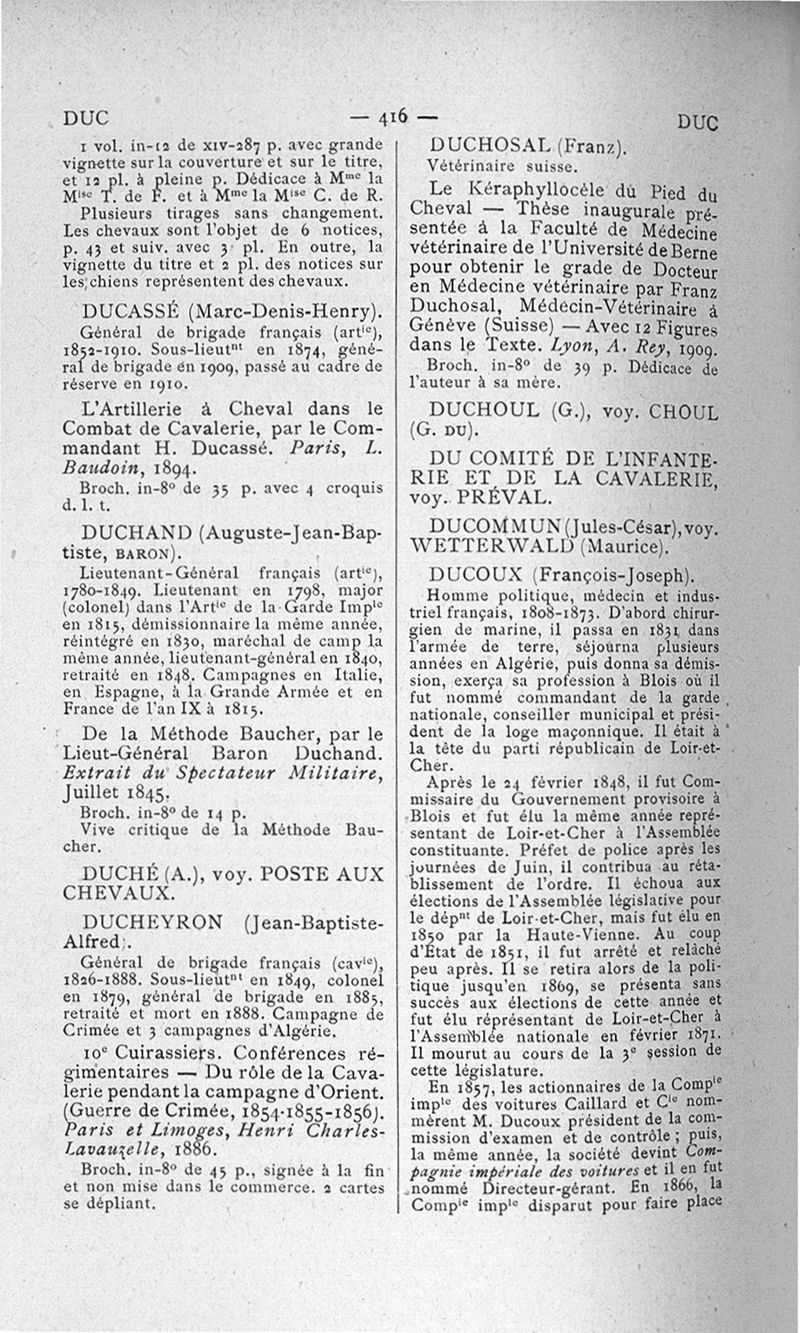 DUC
— 416 —
DUC
1 vol. in-12 de XIV-287 p. avec grande
vignette sur la couverture et sur le titre,
et 12 pl. à pleine p. Dédicace à Mme la
Mise T. de F. et à Mme la Mise C. de R.
Plusieurs tirages sans changement.
Les chevaux sont l'objet de 6 notices,
p. 43 et suiv. avec 3 pl. En outre, la
vignette du titre et 2 pl. des notices sur
les chiens représentent des chevaux.
DUCASSÉ (Marc-Denis-Henry).
Général de brigade français (artie),
1852-1910. Sous-lieutnt en 1874, géné-
ral de brigade en 1909, passé au cadre de
réserve en 1910.
L'Artillerie à Cheval dans le
Combat de Cavalerie, par le Com-
mandant H. Ducassé. Paris, L.
Baudoin, 1894.
Broch. in-8° de 35 p. avec 4 croquis
d. l. t.
DUCHAND (Auguste-Jean-Bap-
tiste, BARON).
Lieutenant-Général français (artie),
1780-1849. Lieutenant en 1798, major
(colonel) dans l'Artie de la Garde Imple
en 1815, démissionnaire la même année,
réintégré en 1830, maréchal de camp la
même année, lieutenant-général en 1840,
retraité en 1848. Campagnes en Italie,
en Espagne, à la Grande Armée et en
France de l'an IX à 1815.
De la Méthode Baucher, par le
Lieut-Général Baron Duchand.
Extrait du Spectateur Militaire,
Juillet 1845.
Broch. in-8° de 14 p.
Vive critique de la Méthode Bau-
cher.
DUCHÉ (A.), voy. POSTE AUX
CHEVAUX.
DUCHEYRON (Jean-Baptiste-
Alfred).
Général de brigade français (cavie),
1826-1888. Sous-lieutnt en 1849, colonel
en 1879, général de brigade en 1885,
retraité et mort en 1888. Campagne de
Crimée et 3 campagnes d'Algérie.
10e Cuirassiers. Conférences ré-
gimentaires — Du rôle de la Cava-
lerie pendant la campagne d'Orient.
(Guerre de Crimée, 1854-1855-1856).
Paris et Limoges, Henri Charles-
Lavauzelle, 1886.
Broch. in-8° de 45 p., signée à la fin
et non mise dans le commerce. 2 cartes
se dépliant.
DUCHOSAL (Franz).
Vétérinaire suisse.
Le Kéraphyllocèle du Pied du
Cheval — Thèse inaugurale pré-
sentée à la Faculté de Médecine
vétérinaire de l'Université de Berne
pour obtenir le grade de Docteur
en Médecine vétérinaire par Franz
Duchosal, Médecin-Vétérinaire à
Génève (Suisse) — Avec 12 Figures
dans le Texte. Lyon, A. Rey, 1909.
Broch. in-8° de 39 p. Dédicace de
l'auteur à sa mère.
DUCHOUL (G.), voy. CHOUL
(G. DU).
DU COMITÉ DE L'INFANTE-
RIE ET DE LA CAVALERIE,
voy. PRÉVAL.
DUCOMMUN (Jules-César), voy.
WETTERWALD (Maurice).
DUCOUX (François-Joseph).
Homme politique, médecin et indus-
triel français, 1808-1873. D'abord chirur-
gien de marine, il passa en 1831 dans
l'armée de terre, séjourna plusieurs
années en Algérie, puis donna sa démis-
sion, exerça sa profession à Blois où il
fut nommé commandant de la garde
nationale, conseiller municipal et prési-
dent de la loge maçonnique. Il était à
la tête du parti républicain de Loir-et-
Cher.
Après le 24 février 1848, il fut Com-
missaire du Gouvernement provisoire à
Blois et fut élu la même année repré-
sentant de Loir-et-Cher à l'Assemblée
constituante. Préfet de police après les
journées de Juin, il contribua au réta-
blissement de l'ordre. Il échoua aux
élections de l'Assemblée législative pour
le dépnt de Loir-et-Cher, mais fut élu en
1850 par la Haute-Vienne. Au coup
d'État de 1851, il fut arrêté et relâché
peu après. Il se retira alors de la poli-
tique jusqu'en 1869, se présenta sans
succès aux élections de cette année et
fut élu réprésentant de Loir-et-Cher à
l'Assemblée nationale en février 1871.
Il mourut au cours de la 3e session de
cette législature.
En 1857, les actionnaires de la Compie
imple des voitures Caillard et Cie nom-
mèrent M. Ducoux président de la com-
mission d'examen et de contrôle ; puis,
la même année, la société devint Com-
pagnie impériale des voitures et il en fut
nommé Directeur-gérant. En 1866, la
Compie imple disparut pour faire place